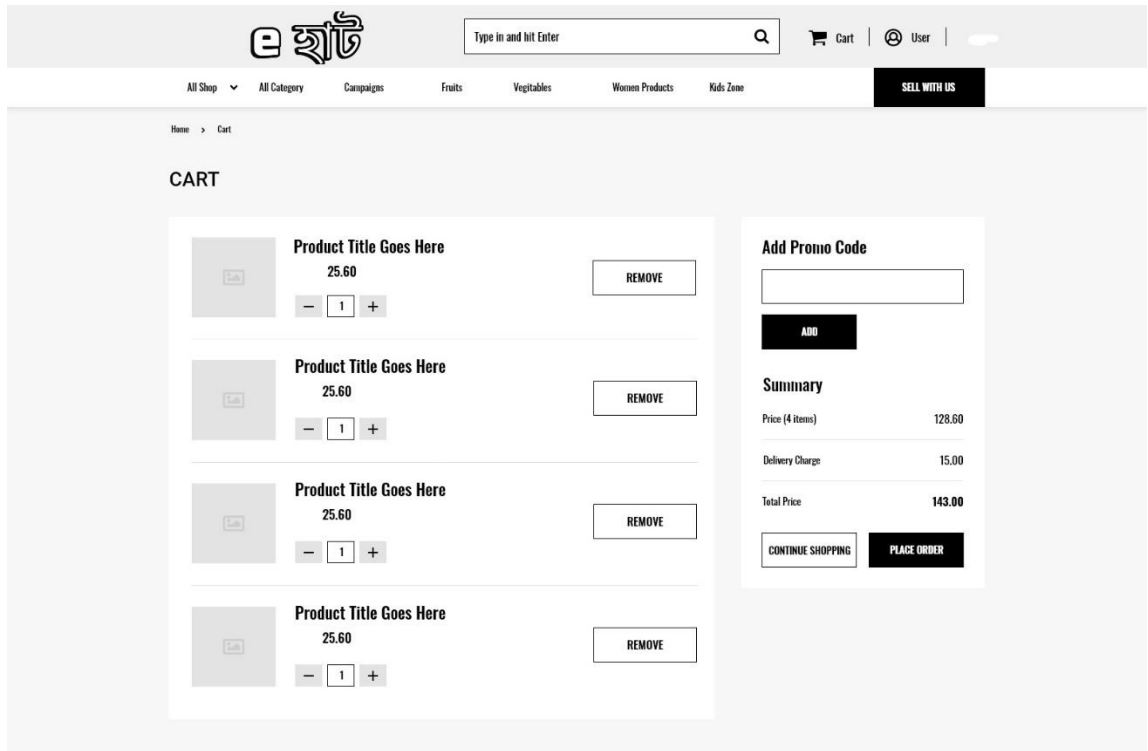 e হাট
Type in and hit Enter
Cart
User
All Shop All Category Campaigns Fruits Vegitables Women Products Kids Zone
SELL WITH US
Home > Cart
CART
Product Title Goes Here
25.60
REMOVE
− 1 +
Product Title Goes Here
25.60
REMOVE
− 1 +
Product Title Goes Here
25.60
REMOVE
− 1 +
Product Title Goes Here
25.60
REMOVE
− 1 +
Add Promo Code
ADD
Summary
Price (4 items) 128.60
Delivery Charge 15.00
Total Price 143.00
CONTINUE SHOPPING
PLACE ORDER